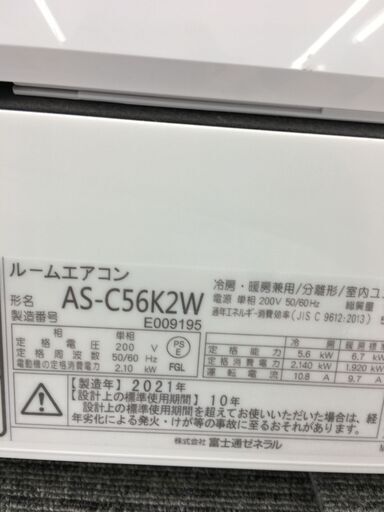 ルームエアコン
形名 AS-C56K2W
製造番号 E009195
冷房・暖房兼用/分離形/室内ユ
電源 単相 200V 50/60Hz 総質量
通年エネルギー消費効率(JIS C 9612:2013) 5
相 単相
定格電圧 200 V
定格周波数 50/60 Hz
電動機の定格消費電力 2.10 kW
PS
E
FGL
冷房 暖房標準
定格能力 5.6 kW 6.7 kW
定格消費電力 2.140 kW 1.920 kW
運転電流 10.8 A 9.7 A
【製造年】2021年
【設計上の標準使用期間】10年
設計上の標準使用期間を超えてお使いいただいた場合は、経
年劣化による発火・けが等の事故に至るおそれがあります。
株式会社 富士通ゼネラル